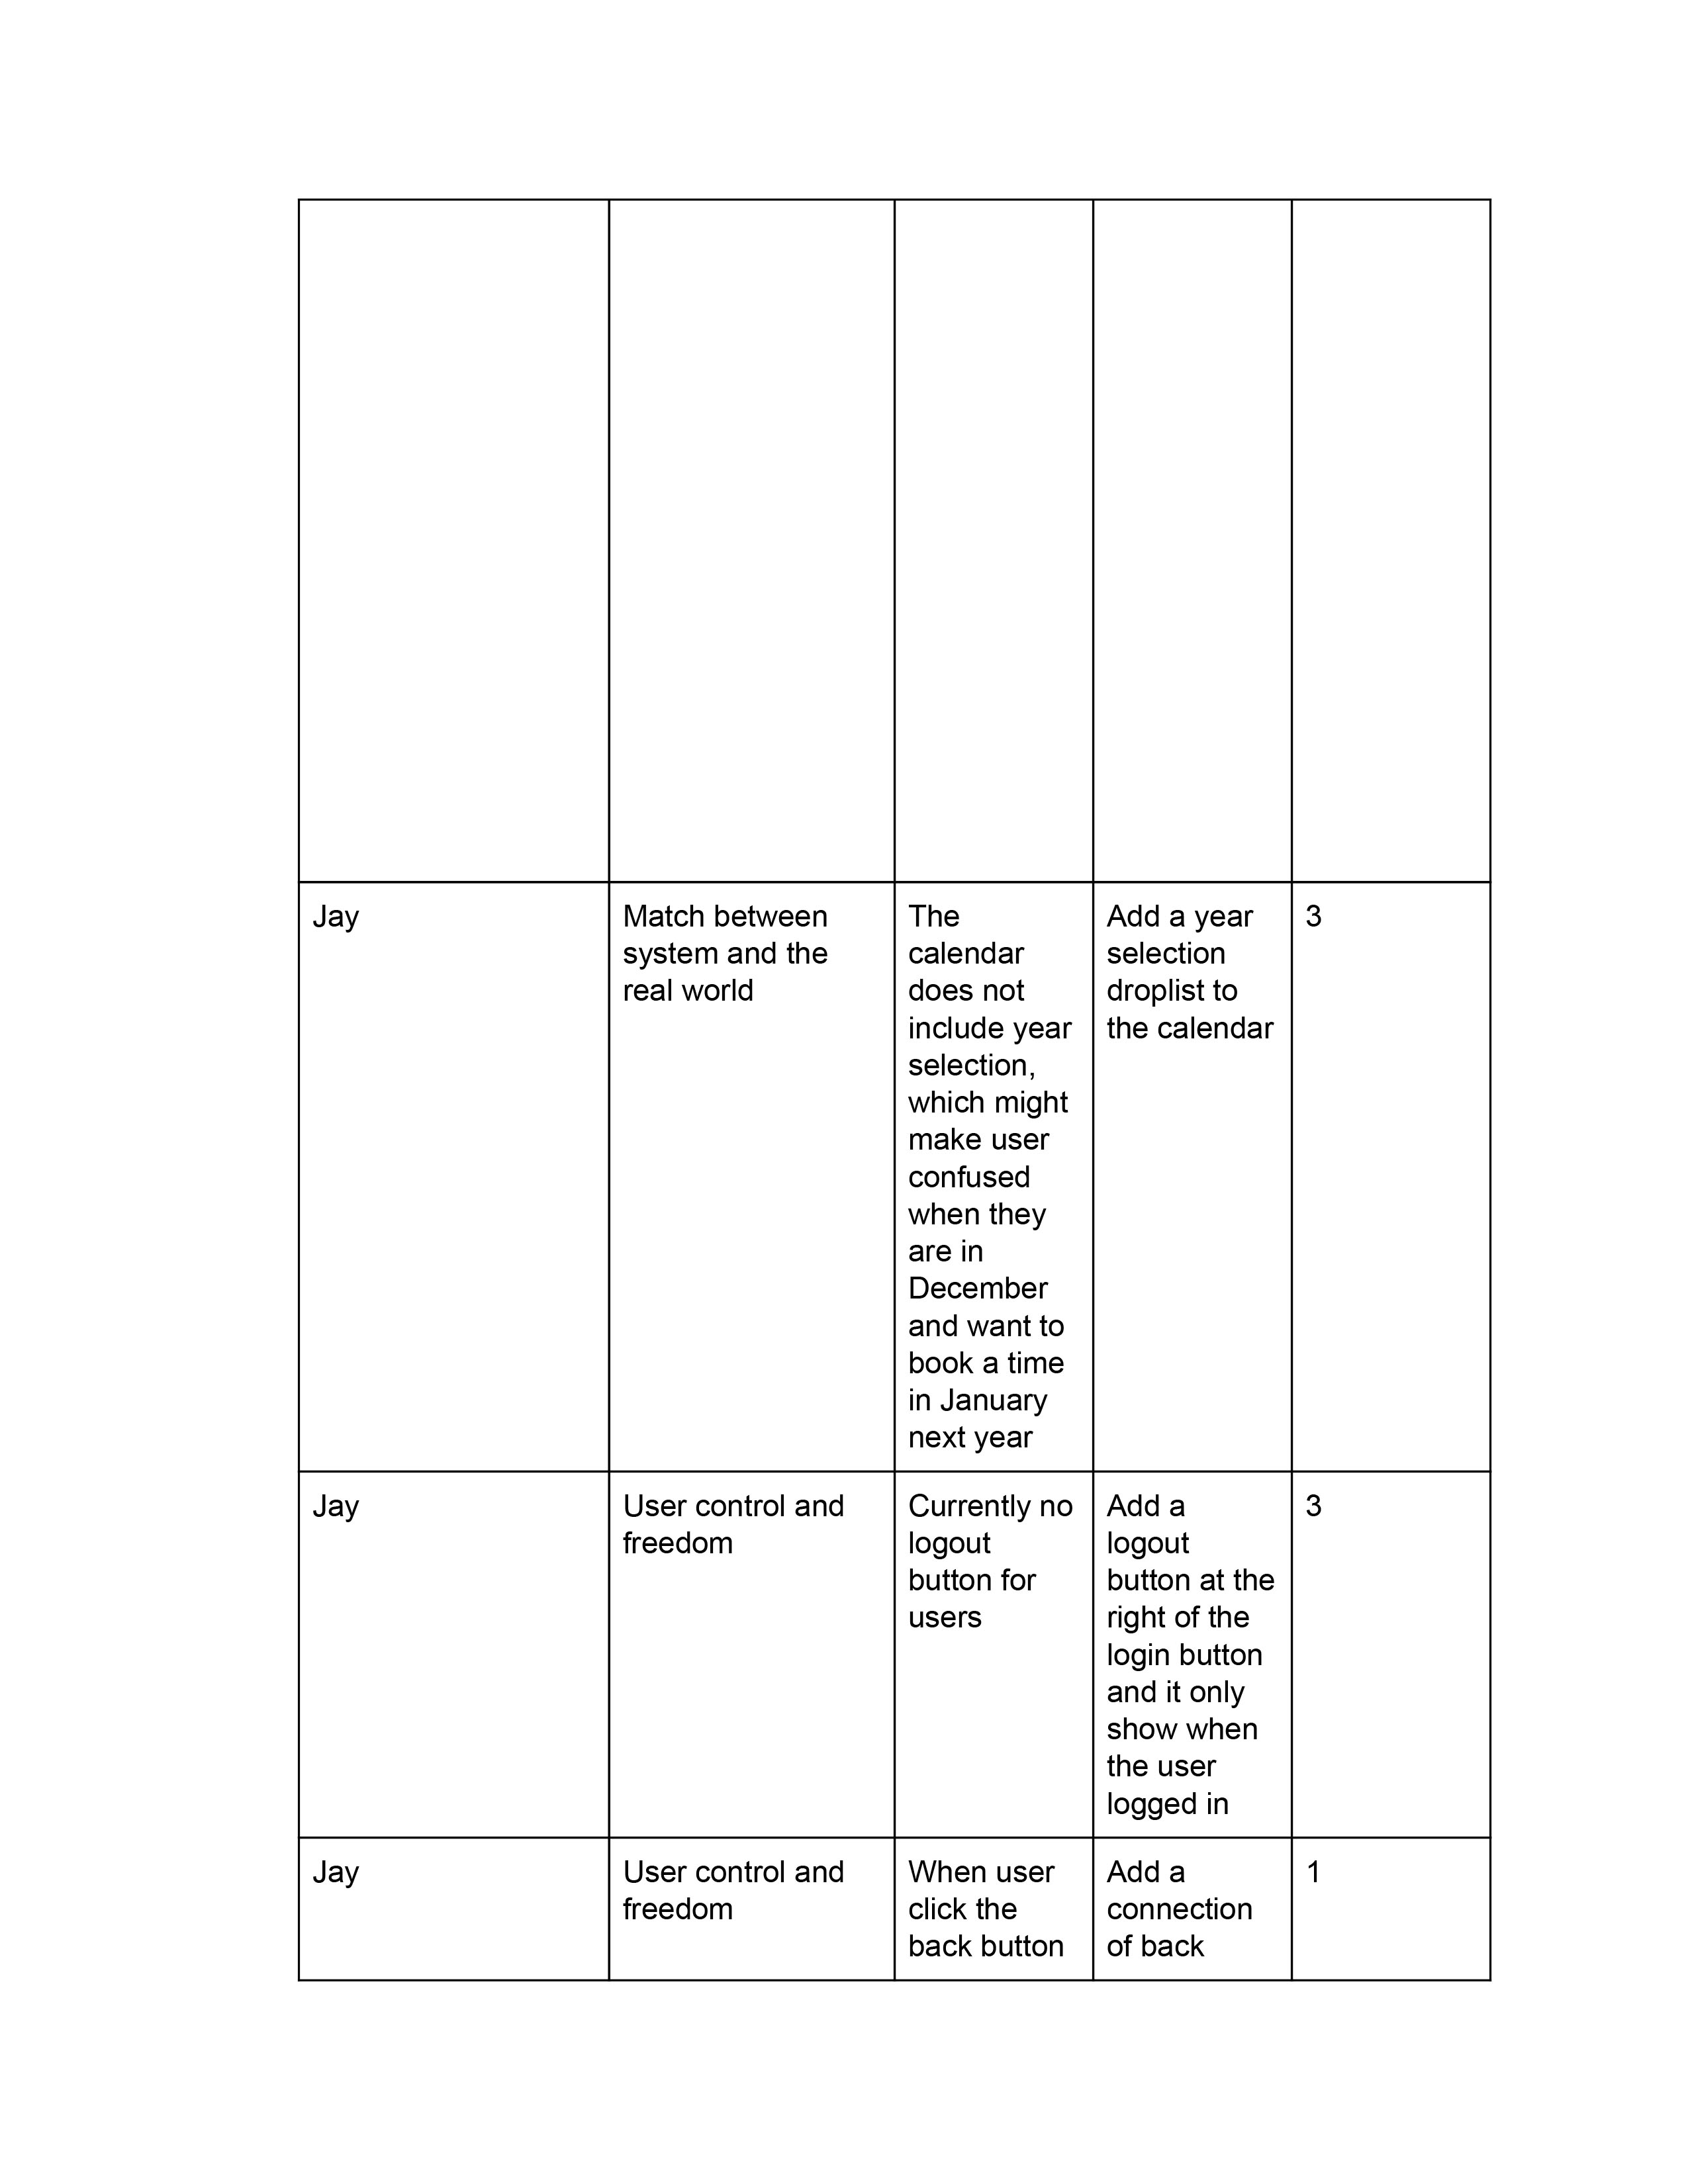 Jay
Match between
system and the
real world
The
calendar
does not
include year
selection,
which might
make user
confused
when they
are in
December
and want to
book a time
in January
next year
Add a year
selection
droplist to
the calendar
3
Jay
User control and
freedom
Currently no
logout
button for
users
Add a
logout
button at the
right of the
login button
and it only
show when
the user
logged in
3
Jay
User control and
freedom
When user
click the
back button
Add a
connection
of back
1